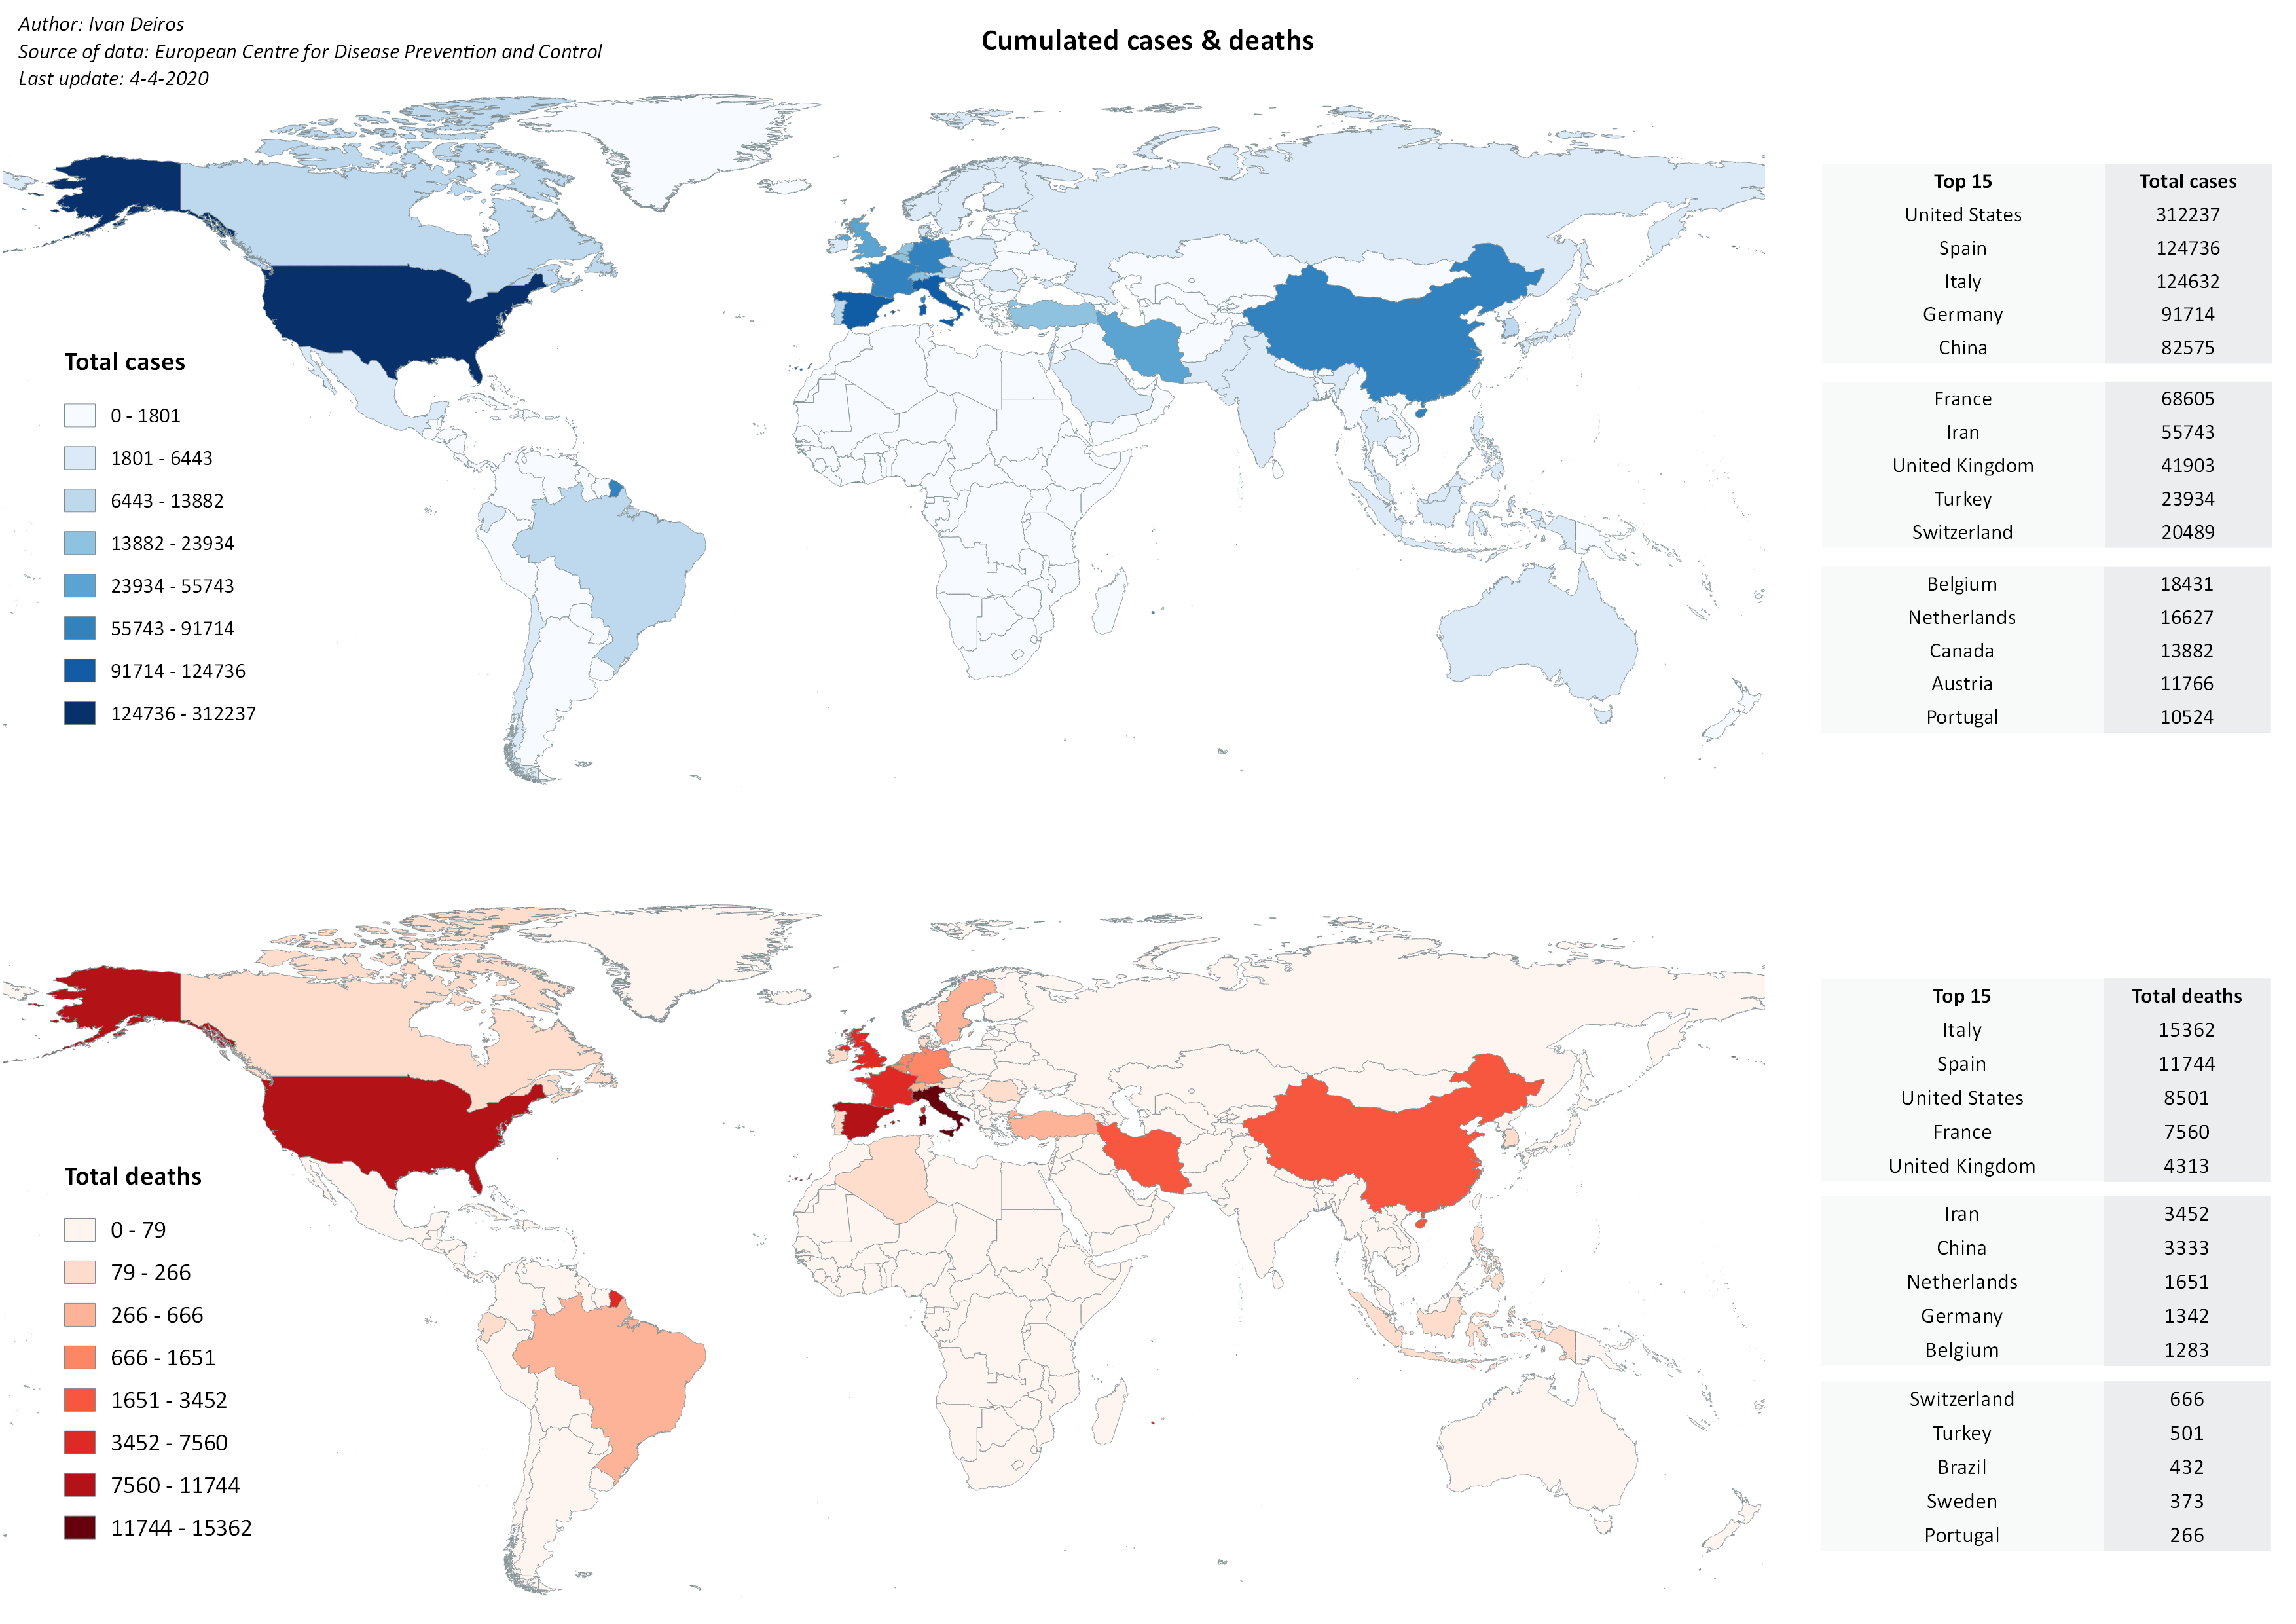 Author: Ivan Deiros
Source of data: European Centre for Disease Prevention and Control
Last update: 4-4-2020
Cumulated cases & deaths
Total cases
0 - 1801
1801 - 6443
6443 - 13882
13882 - 23934
23934 - 55743
55743 - 91714
91714 - 124736
124736 - 312237
Top 15 Total cases
United States 312237
Spain 124736
Italy 124632
Germany 91714
China 82575
France 68605
Iran 55743
United Kingdom 41903
Turkey 23934
Switzerland 20489
Belgium 18431
Netherlands 16627
Canada 13882
Austria 11766
Portugal 10524
Total deaths
0 - 79
79 - 266
266 - 666
666 - 1651
1651 - 3452
3452 - 7560
7560 - 11744
11744 - 15362
Top 15 Total deaths
Italy 15362
Spain 11744
United States 8501
France 7560
United Kingdom 4313
Iran 3452
China 3333
Netherlands 1651
Germany 1342
Belgium 1283
Switzerland 666
Turkey 501
Brazil 432
Sweden 373
Portugal 266